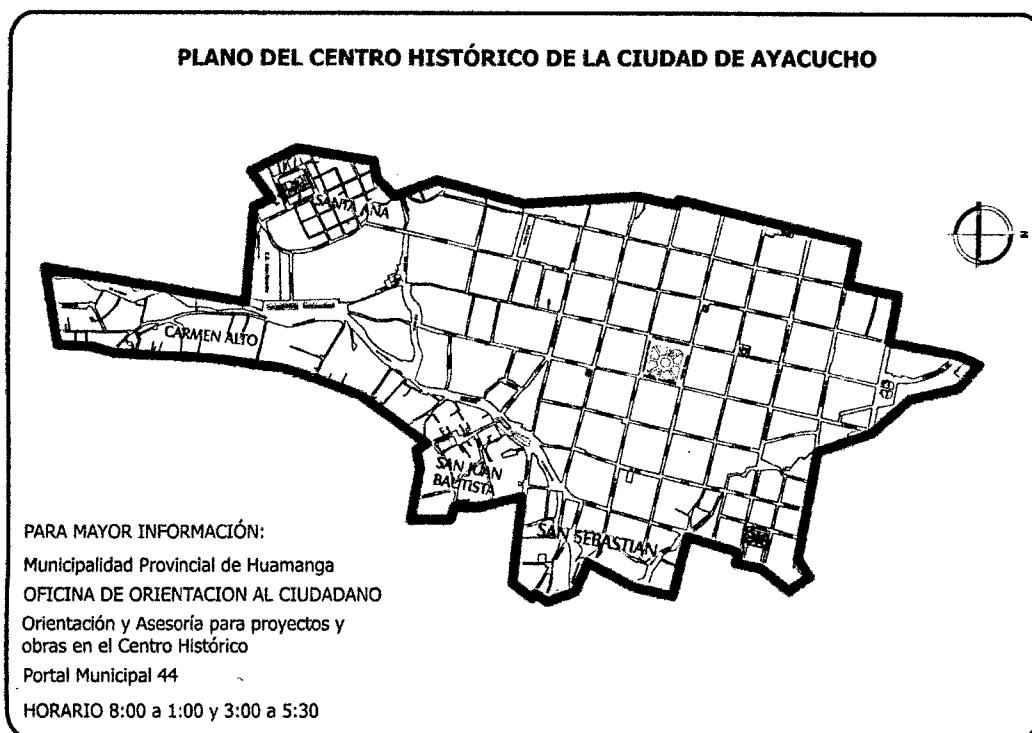 PLANO DEL CENTRO HISTÓRICO DE LA CIUDAD DE AYACUCHO
SANTA ANA
N
CARMEN ALTO
SAN JUAN
BAUTISTA
SAN SEBASTIAN
PARA MAYOR INFORMACIÓN:
Municipalidad Provincial de Huamanga
OFICINA DE ORIENTACION AL CIUDADANO
Orientación y Asesoría para proyectos y
obras en el Centro Histórico
Portal Municipal 44
HORARIO 8:00 a 1:00 y 3:00 a 5:30